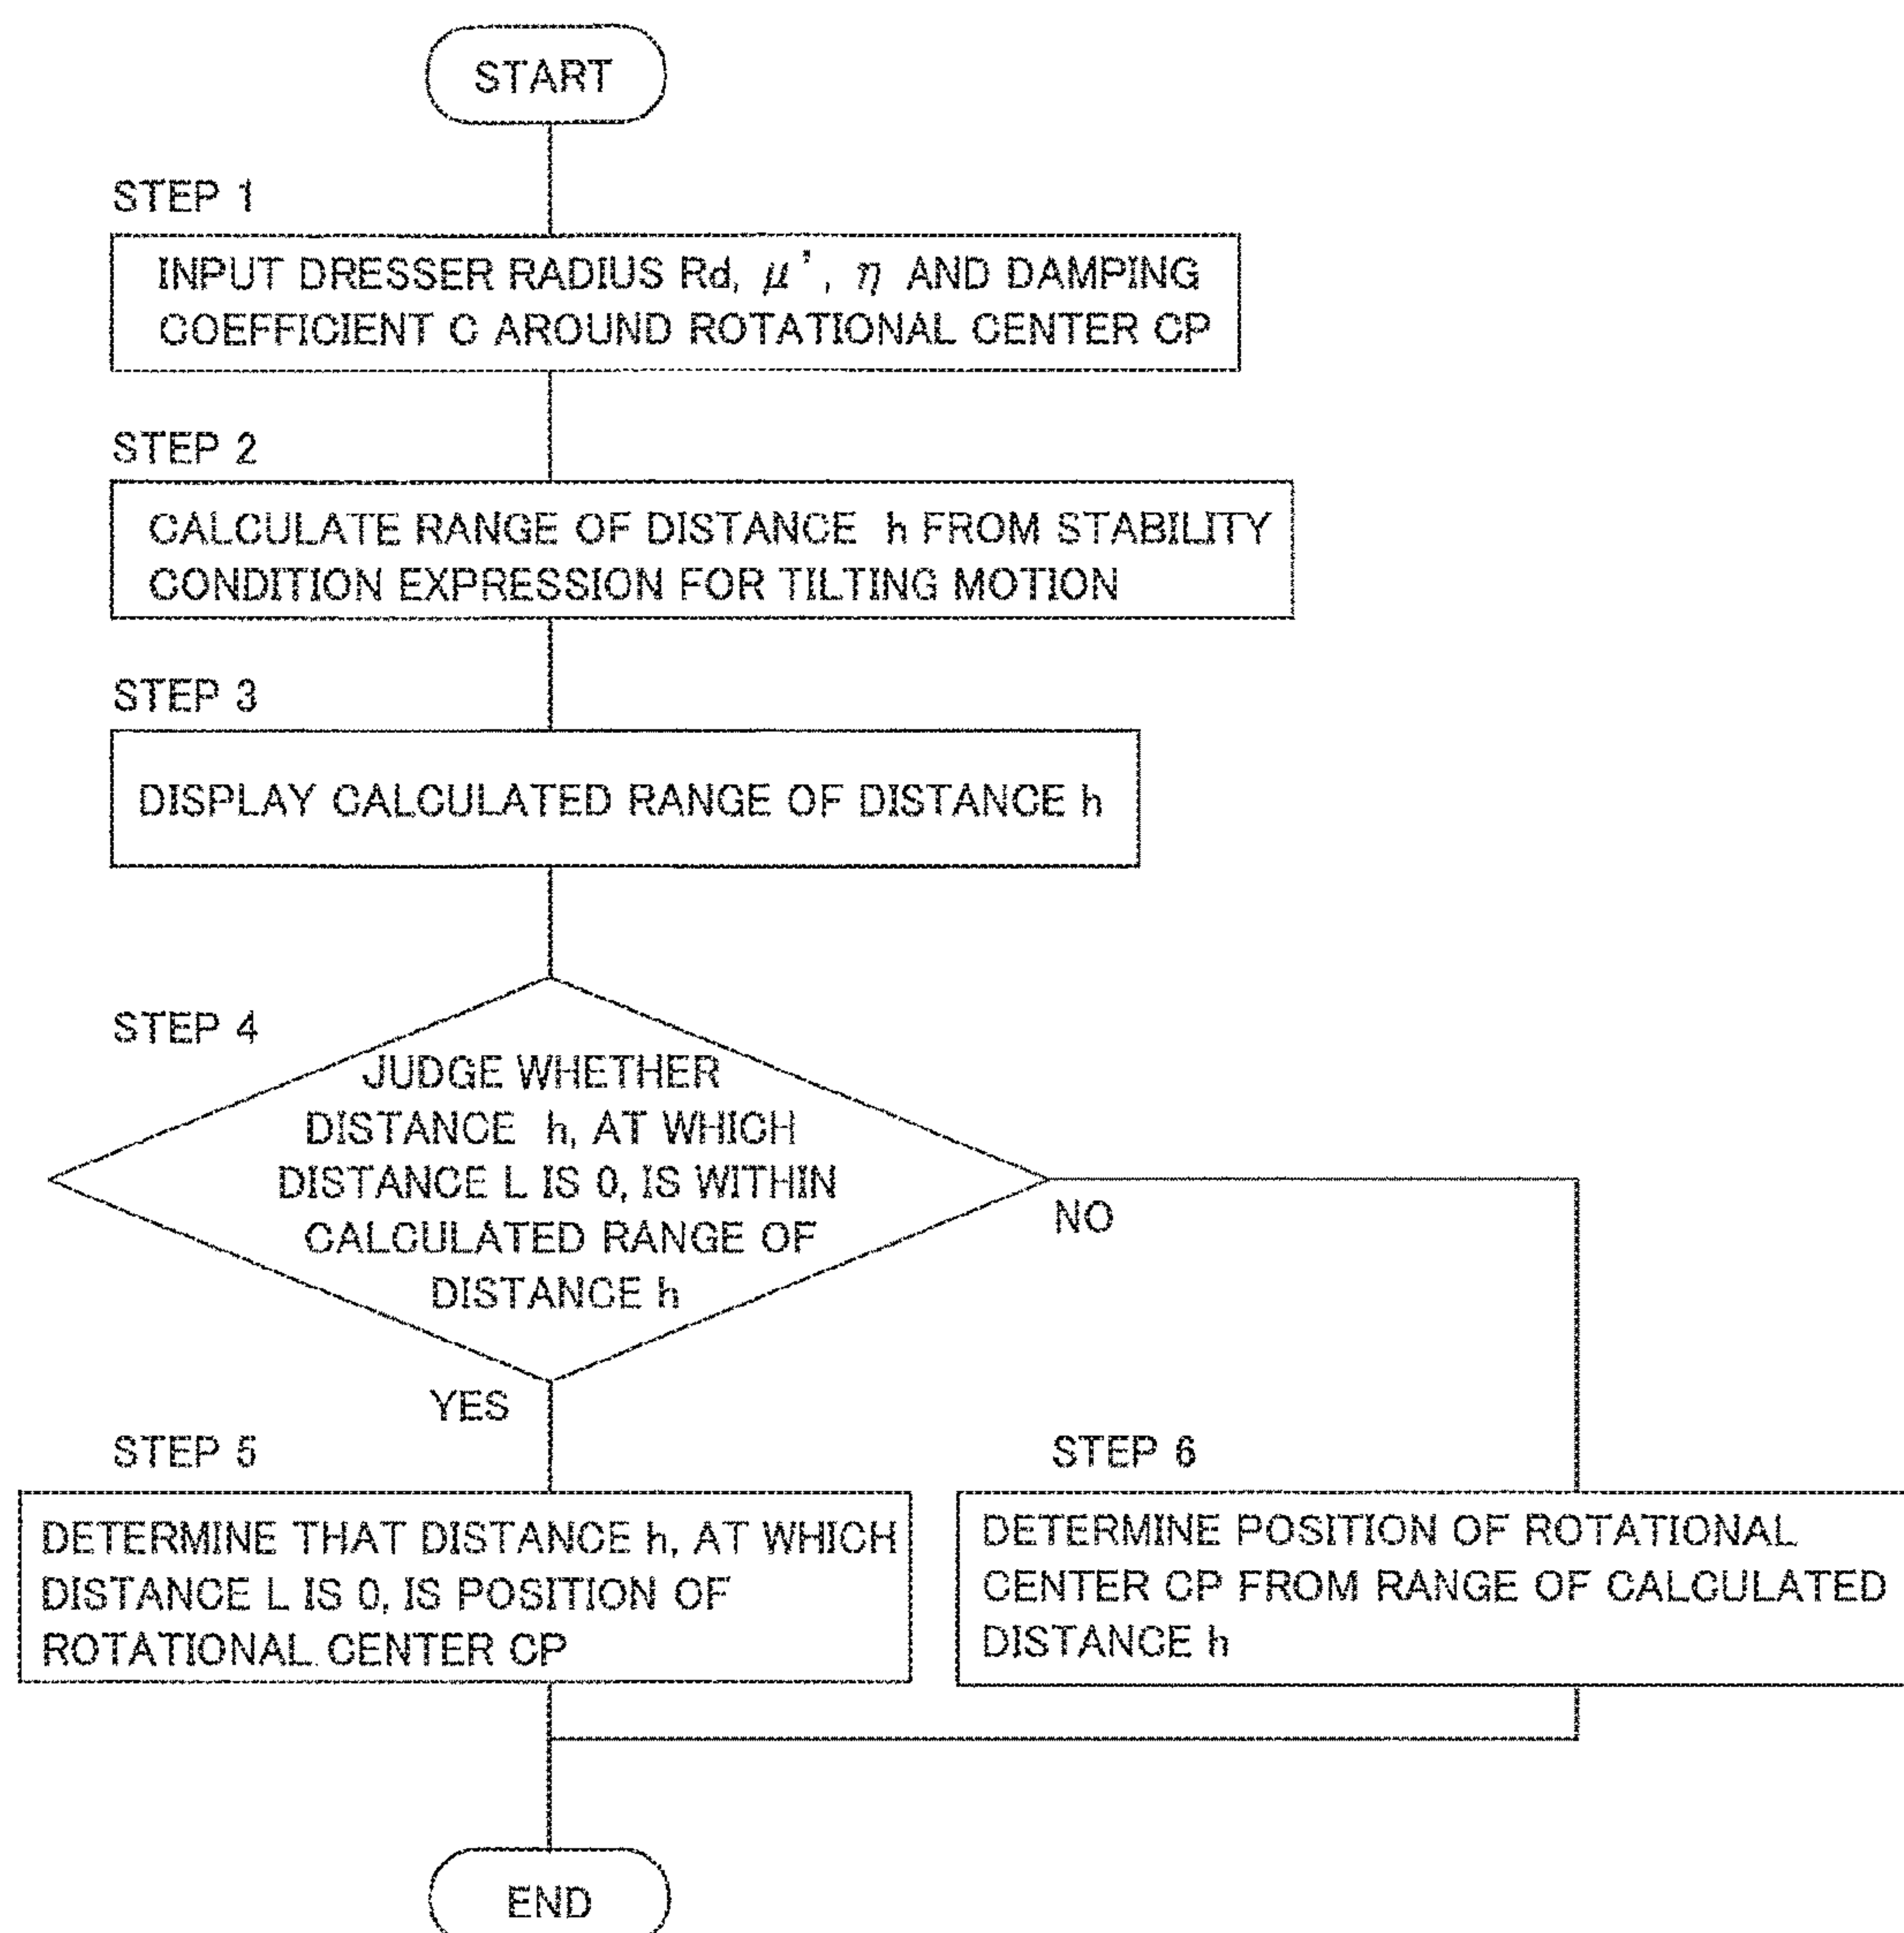 START
STEP 1
INPUT DRESSER RADIUS Rd, μ', η AND DAMPING
COEFFICIENT C AROUND ROTATIONAL CENTER CP
STEP 2
CALCULATE RANGE OF DISTANCE h FROM STABILITY
CONDITION EXPRESSION FOR TILTING MOTION
STEP 3
DISPLAY CALCULATED RANGE OF DISTANCE h
STEP 4
JUDGE WHETHER
DISTANCE h, AT WHICH
DISTANCE L IS 0, IS WITHIN
CALCULATED RANGE OF
DISTANCE h
NO
YES
STEP 5
DETERMINE THAT DISTANCE h, AT WHICH
DISTANCE L IS 0, IS POSITION OF
ROTATIONAL CENTER CP
STEP 6
DETERMINE POSITION OF ROTATIONAL
CENTER CP FROM RANGE OF CALCULATED
DISTANCE h
END